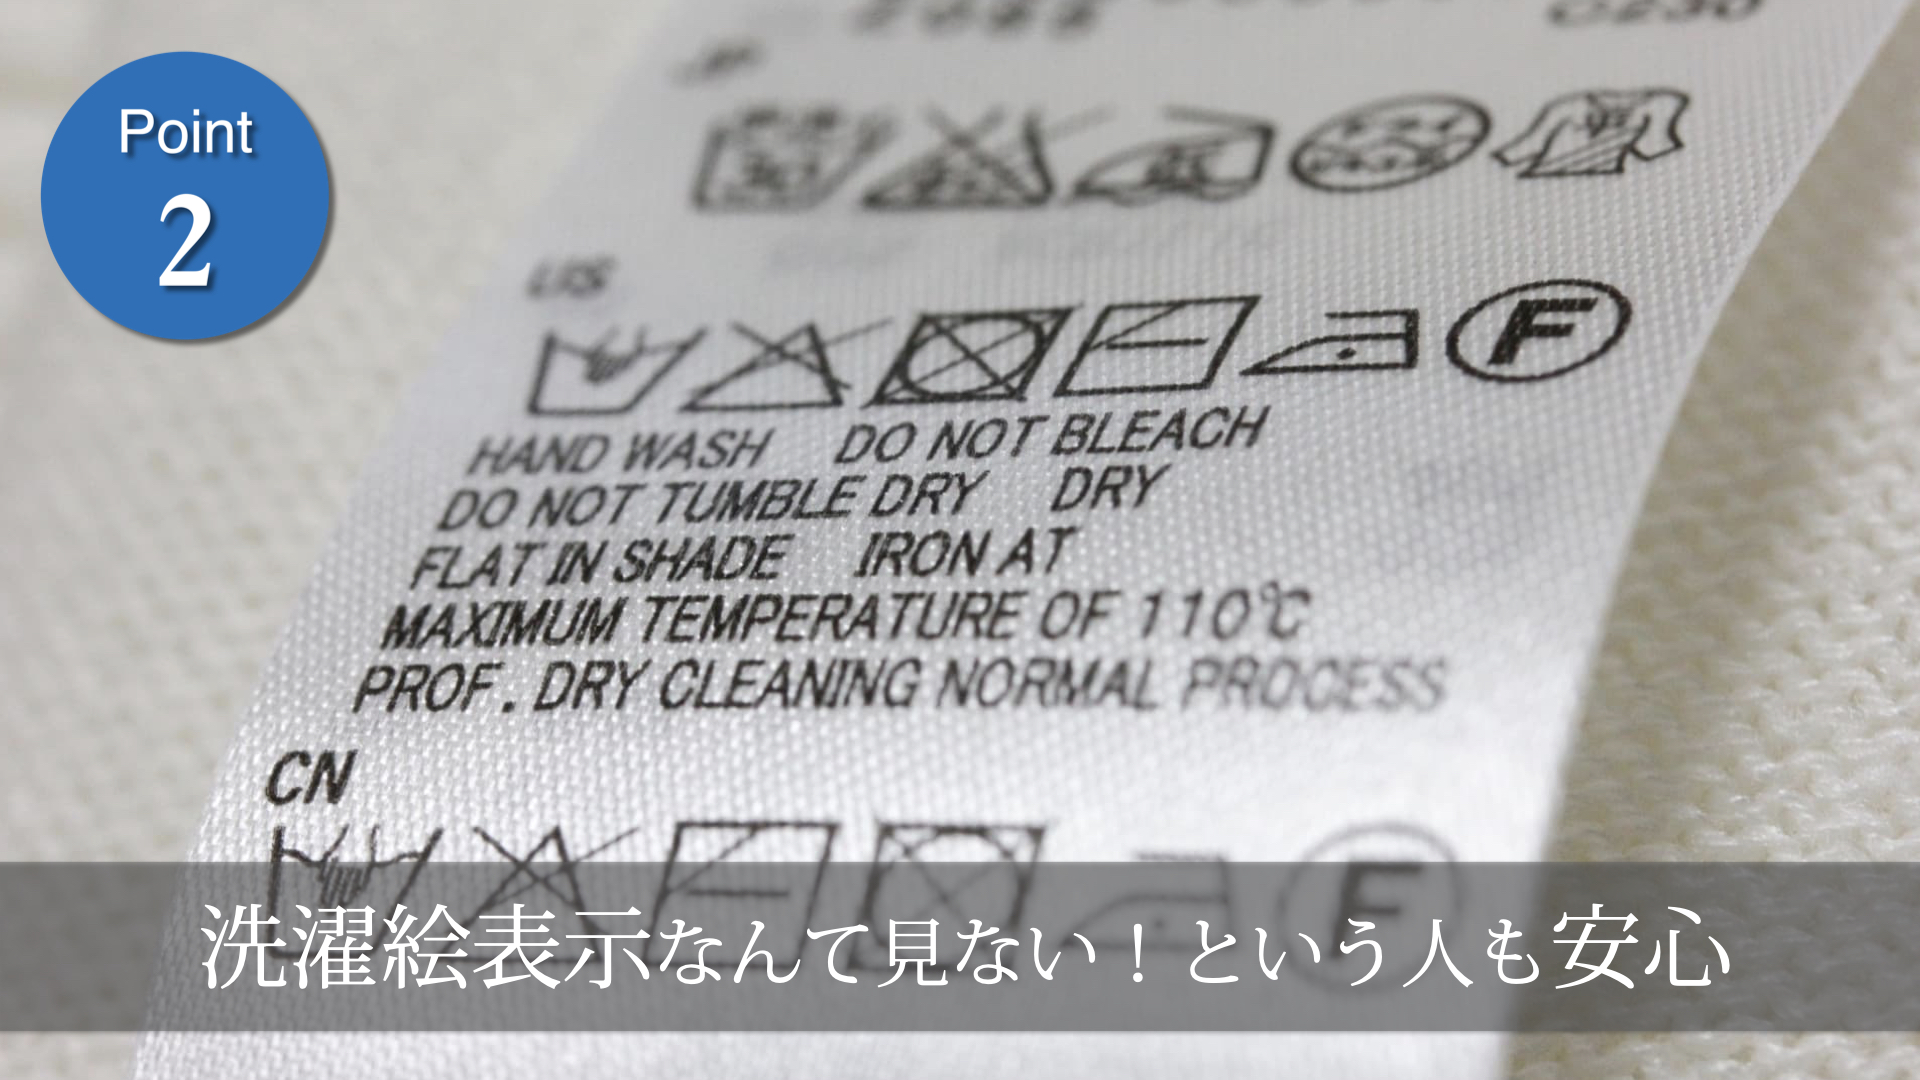 Point
2
US
30
F
HAND WASH DO NOT BLEACH
DO NOT TUMBLE DRY DRY
FLAT IN SHADE IRON AT
MAXIMUM TEMPERATURE OF 110℃
PROF. DRY CLEANING NORMAL PROCESS
CN
F
洗濯絵表示なんて見ない！という人も安心